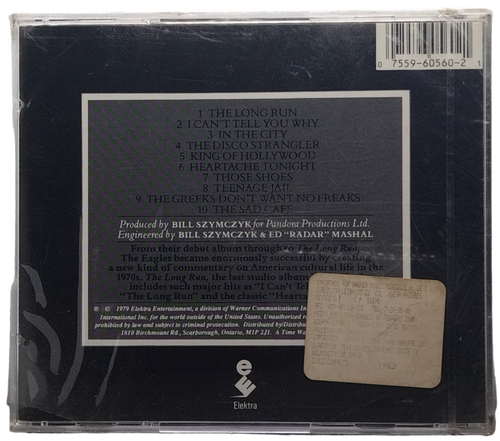 0 7559-60560-2 1
1 THE LONG RUN
2 I CAN'T TELL YOU WHY
3 IN THE CITY
4 THE DISCO STRANGLER
5 KING OF HOLLYWOOD
6 HEARTACHE TONIGHT
7 THOSE SHOES
8 TEENAGE JAIL
9 THE GREEKS DON'T WANT NO FREAKS
10 THE SAD CAFE
Produced by BILL SZYMCZYK for Pandora Productions Ltd.
Engineered by BILL SZYMCZYK & ED "RADAR" MASHAL
From their debut album through to The Long Run,
The Eagles became enormously successful by creating
a new kind of commentary on American cultural life in the
1970s. The Long Run, the last studio album
includes such major hits as "I Can't Tell
"The Long Run" and the classic "Heart
℗ © 1979 Elektra Entertainment, a division of Warner Communications In
International Inc. for the world outside of the United States. Unauthorized
prohibited by law and subject to criminal prosecution. Distributed by
1810 Birchmount Rd., Scarborough, Ontario, M1P 2J1 A Time Wa
Elektra